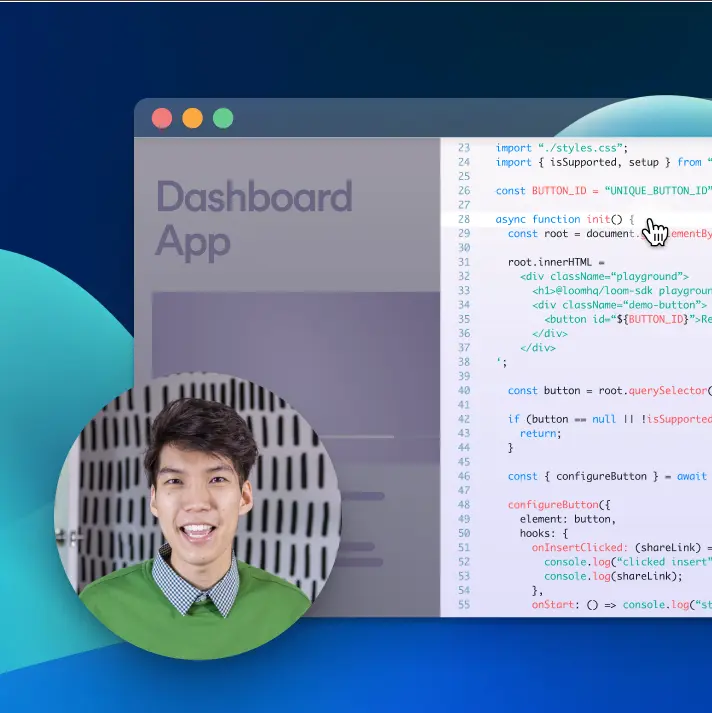 Dashboard
App
23 import “./styles.css”;
24 import { isSupported, setup } from “
25
26 const BUTTON_ID = “UNIQUE_BUTTON_ID”
27
28 async function init() {
29 const root = document. ementBy
30
31 root.innerHTML =
32 <div className=“playground”>
33 <h1>@loomhq/loom-sdk playgroun
34 <div className=“demo-button”>
35 <button id=“${BUTTON_ID}”>Re
36 </div>
37 </div>
38 ‘;
39
40 const button = root.querySelector(
41
42 if (button == null || !isSupported
43 return;
44 }
45
46 const { configureButton } = await
47
48 configureButton({
49 element: button,
50 hooks: {
51 onInsertClicked: (shareLink) =
52 console.log(“clicked insert”
53 console.log(shareLink);
54 },
55 onStart: () => console.log(“st